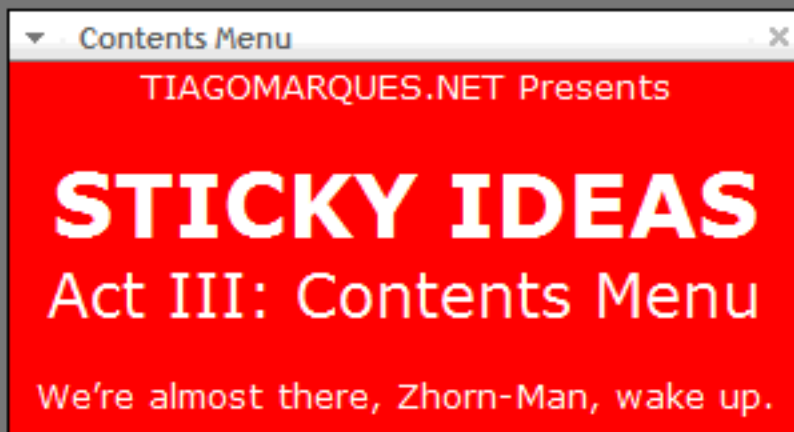 Contents Menu
TIAGOMARQUES.NET Presents
STICKY IDEAS
Act III: Contents Menu
We're almost there, Zhorn-Man, wake up.